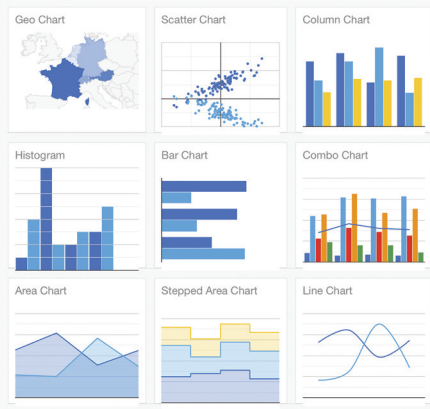 Geo Chart
Scatter Chart
Column Chart
Histogram
Bar Chart
Combo Chart
Area Chart
Stepped Area Chart
Line Chart